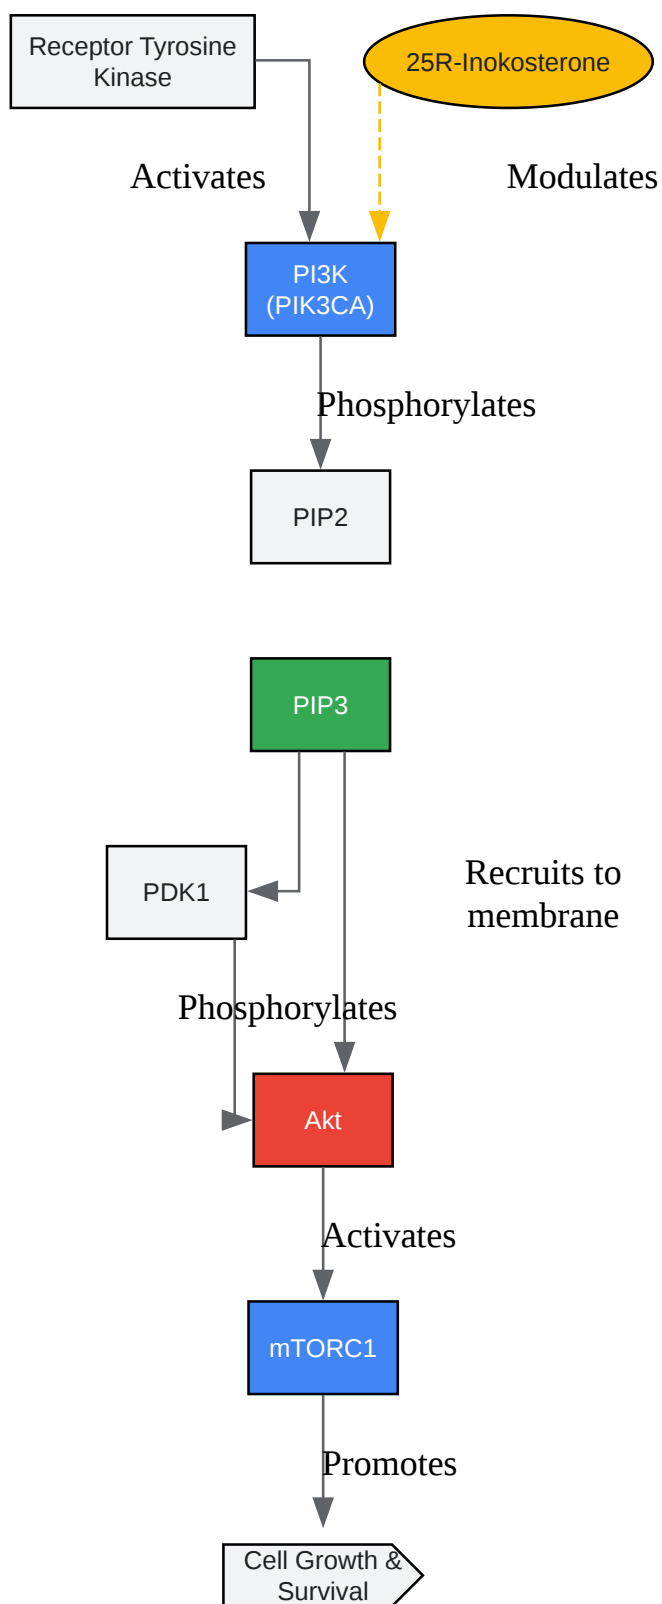 Receptor Tyrosine
Kinase
25R-Inokosterone
Activates
Modulates
PI3K
(PIK3CA)
Phosphorylates
PIP2
PIP3
PDK1
Recruits to
membrane
Phosphorylates
Akt
Activates
mTORC1
Promotes
Cell Growth &
Survival